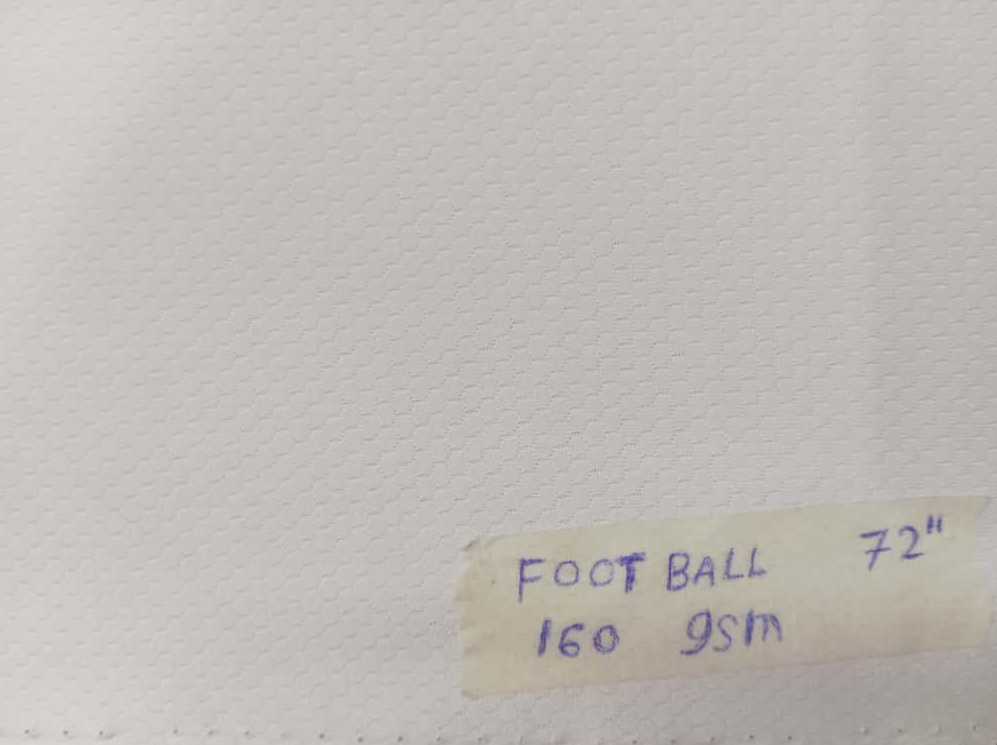 FOOT BALL 72"
160 gsm